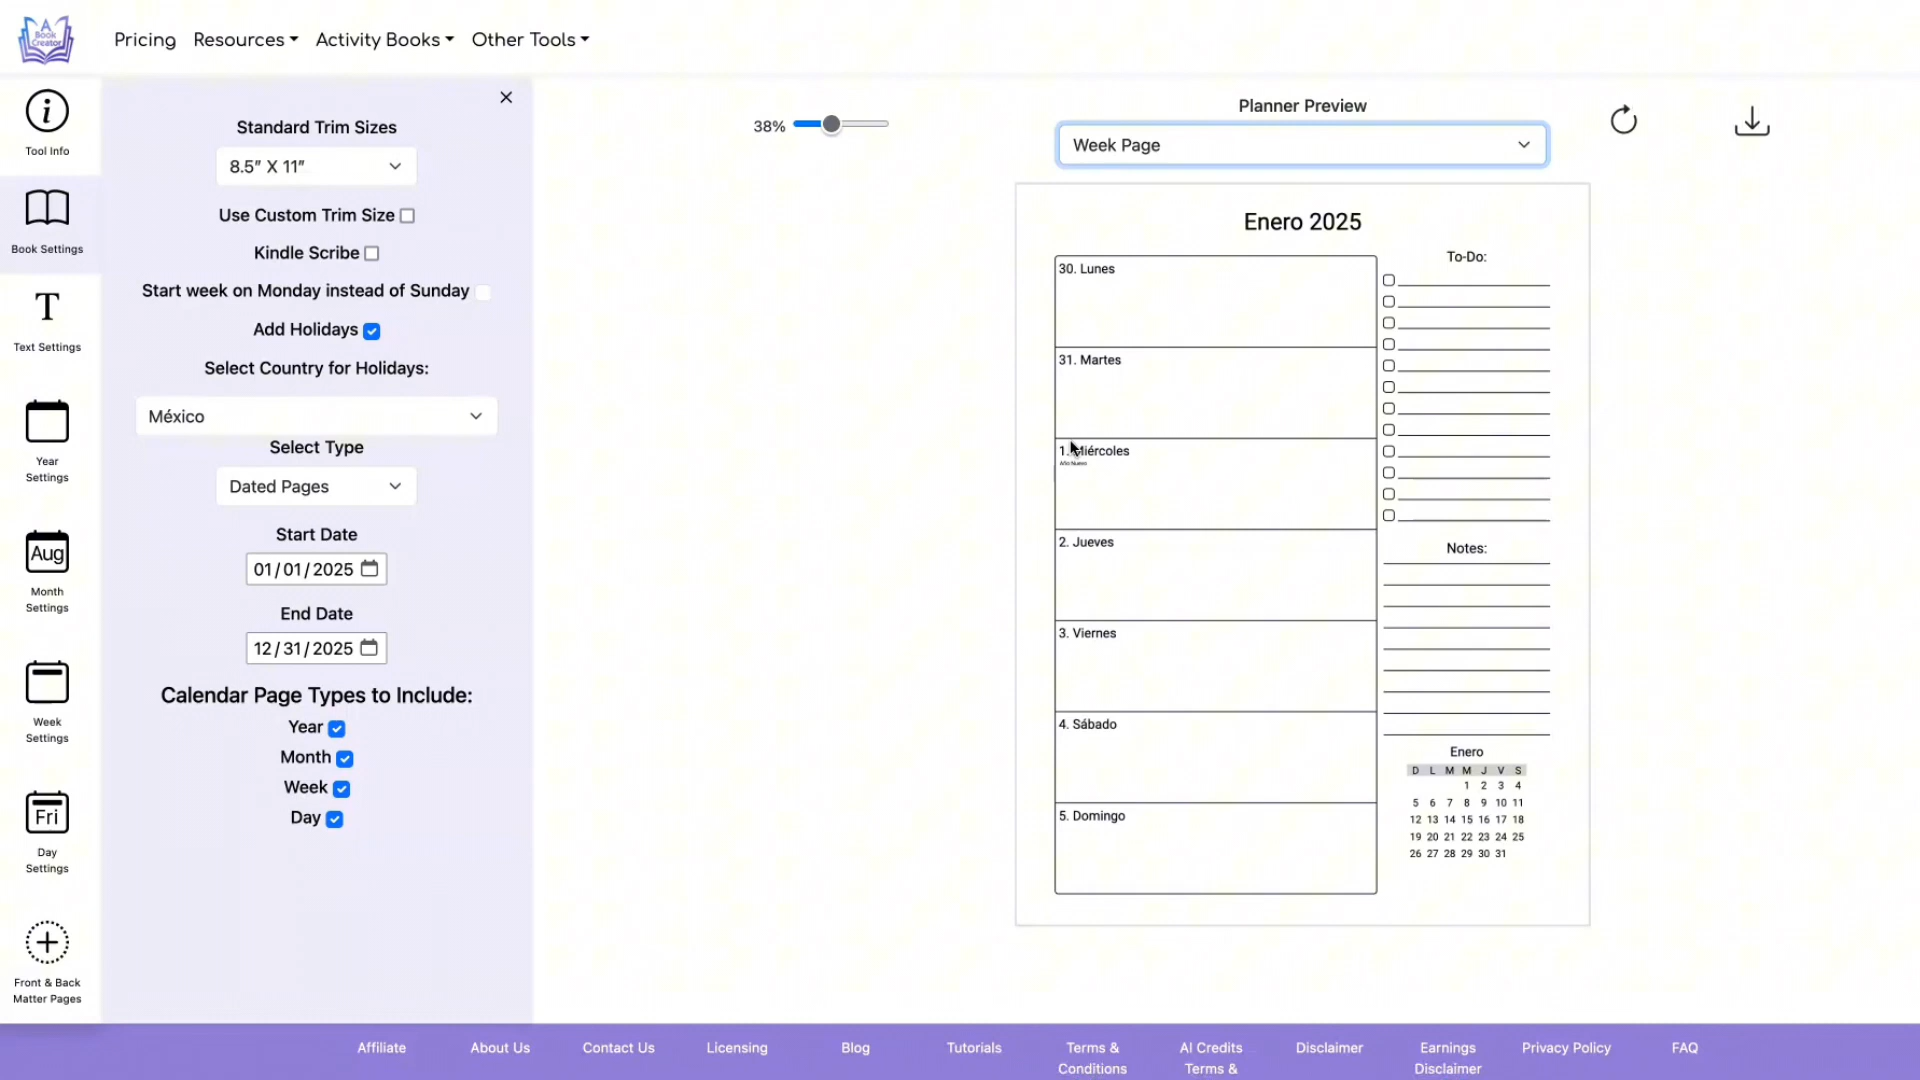 A
Book
Creator
Pricing
Resources
Activity Books
Other Tools
Tool Info
Book Settings
T
Text Settings
Year
Settings
Aug
Month
Settings
Week
Settings
Fri
Day
Settings
Front & Back
Matter Pages
Standard Trim Sizes
8.5” X 11”
Use Custom Trim Size
Kindle Scribe
Start week on Monday instead of Sunday
Add Holidays
Select Country for Holidays:
México
Select Type
Dated Pages
Start Date
01/01/2025
End Date
12/31/2025
Calendar Page Types to Include:
Year
Month
Week
Day
38%
Planner Preview
Week Page
Enero 2025
30. Lunes
31. Martes
1. Miércoles
Año Nuevo
2. Jueves
3. Viernes
4. Sábado
5. Domingo
To-Do:
Notes:
Enero
D L M M J V S
1 2 3 4
5 6 7 8 9 10 11
12 13 14 15 16 17 18
19 20 21 22 23 24 25
26 27 28 29 30 31
Affiliate
About Us
Contact Us
Licensing
Blog
Tutorials
Terms &
Conditions
AI Credits
Terms &
Disclaimer
Earnings
Disclaimer
Privacy Policy
FAQ